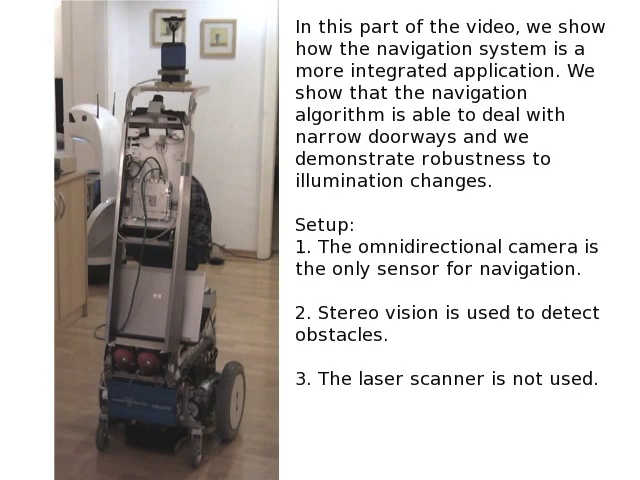 In this part of the video, we show
how the navigation system is a
more integrated application. We
show that the navigation
algorithm is able to deal with
narrow doorways and we
demonstrate robustness to
illumination changes.
Setup:
1. The omnidirectional camera is
the only sensor for navigation.
2. Stereo vision is used to detect
obstacles.
3. The laser scanner is not used.